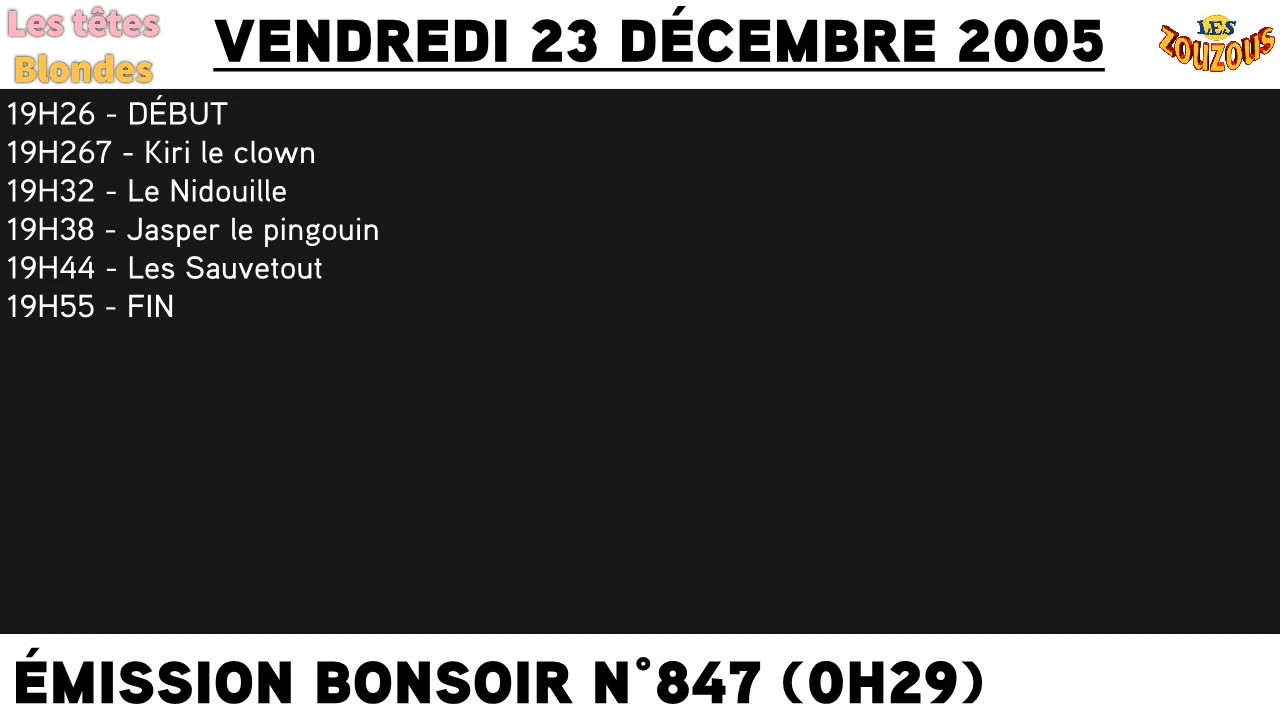 Les têtes
Blondes
VENDREDI 23 DÉCEMBRE 2005
LES
ZOUZOUS
19H26 - DÉBUT
19H267 - Kiri le clown
19H32 - Le Nidouille
19H38 - Jasper le pingouin
19H44 - Les Sauvetout
19H55 - FIN
ÉMISSION BONSOIR N°847 (0H29)